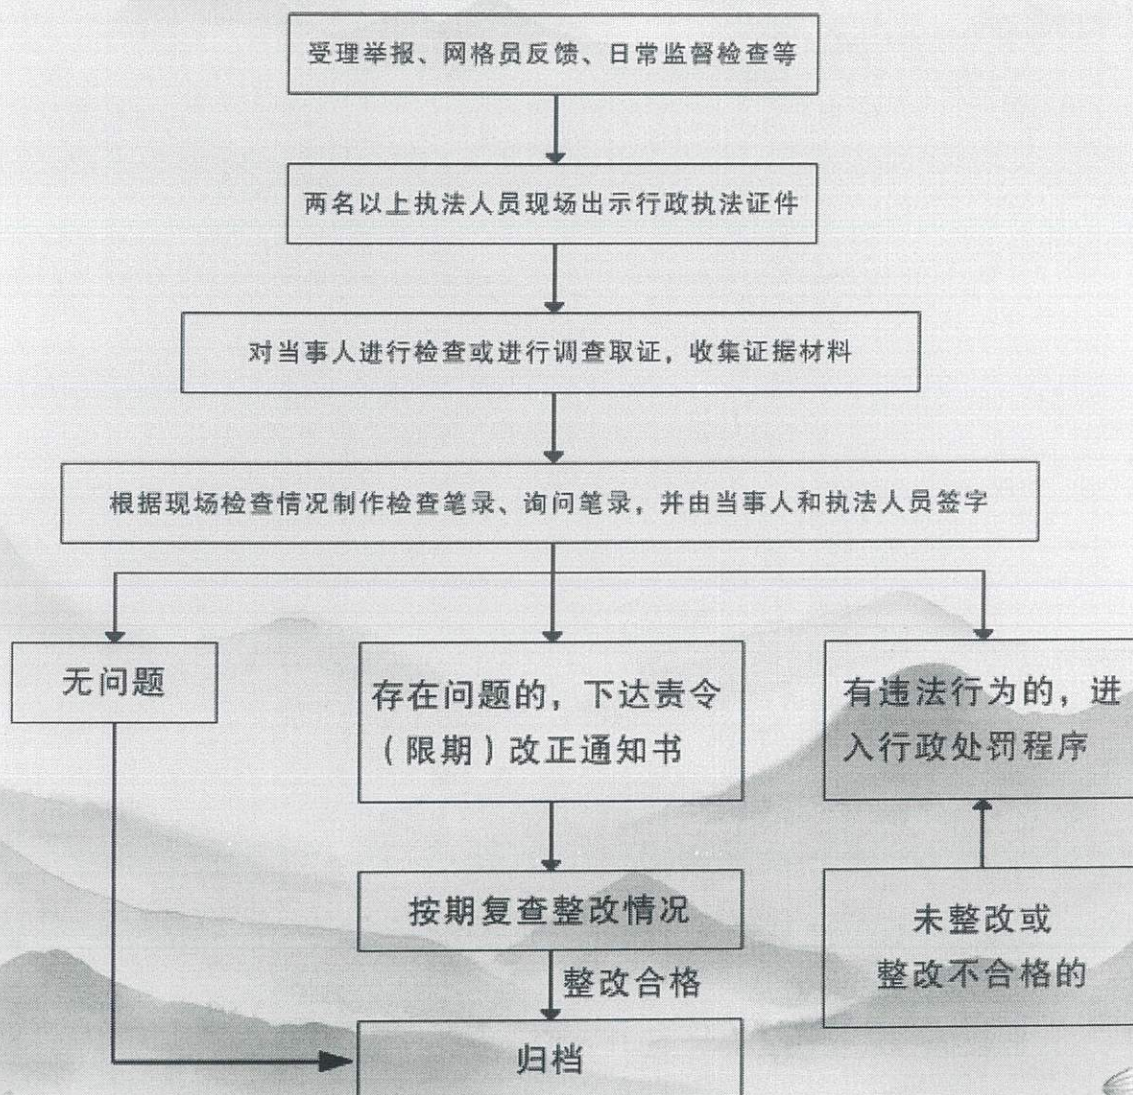 受理举报、网格员反馈、日常监督检查等
两名以上执法人员现场出示行政执法证件
对当事人进行检查或进行调查取证，收集证据材料
根据现场检查情况制作检查笔录、询问笔录，并由当事人和执法人员签字
无问题
存在问题的，下达责令
（限期）改正通知书
有违法行为的，进
入行政处罚程序
按期复查整改情况
未整改或
整改不合格的
整改合格
归档